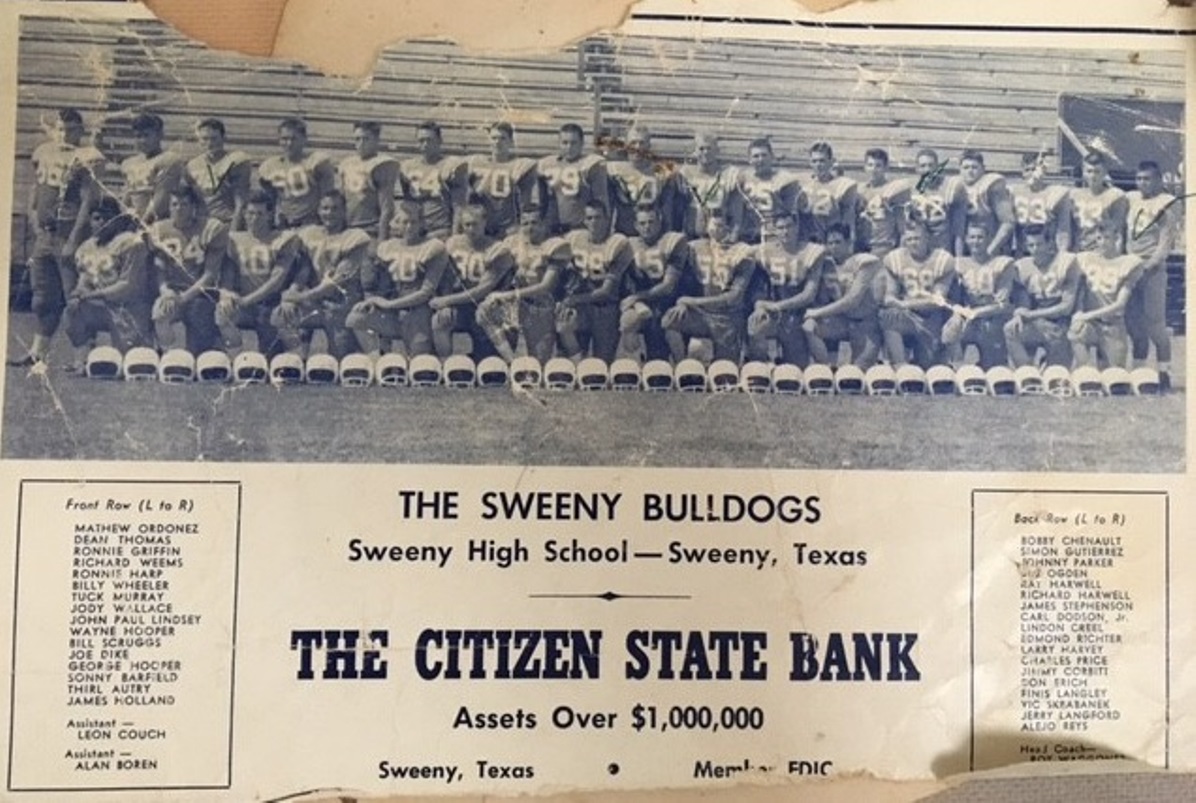 Front Row (L to R)
MATHEW ORDONEZ
DEAN THOMAS
RONNIE GRIFFIN
RICHARD WEEMS
RONNIE HARP
BILLY WHEELER
TUCK MURRAY
JODY WALLACE
JOHN PAUL LINDSEY
WAYNE HOOPER
BILL SCRUGGS
JOE DIKE
GEORGE HOOPER
SONNY BARFIELD
THIRL AUTRY
JAMES HOLLAND
Assistant —
LEON COUCH
Assistant —
ALAN BOREN
THE SWEENY BULLDOGS
Sweeny High School — Sweeny, Texas
THE CITIZEN STATE BANK
Assets Over $1,000,000
Sweeny, Texas • Member FDIC
Back Row (L to R)
BOBBY CHENAULT
SIMON GUTIERREZ
JOHNNY PARKER
OGDEN
RAY HARWELL
RICHARD HARWELL
JAMES STEPHENSON
CARL DODSON, Jr.
LINDON CREEL
EDMOND RICHTER
LARRY HARVEY
CHARLES PRICE
JIMMY CORBITT
DON ERICH
FINIS LANGLEY
VIC SKRABANEK
JERRY LANGFORD
ALEJO REYS
Head Coach—